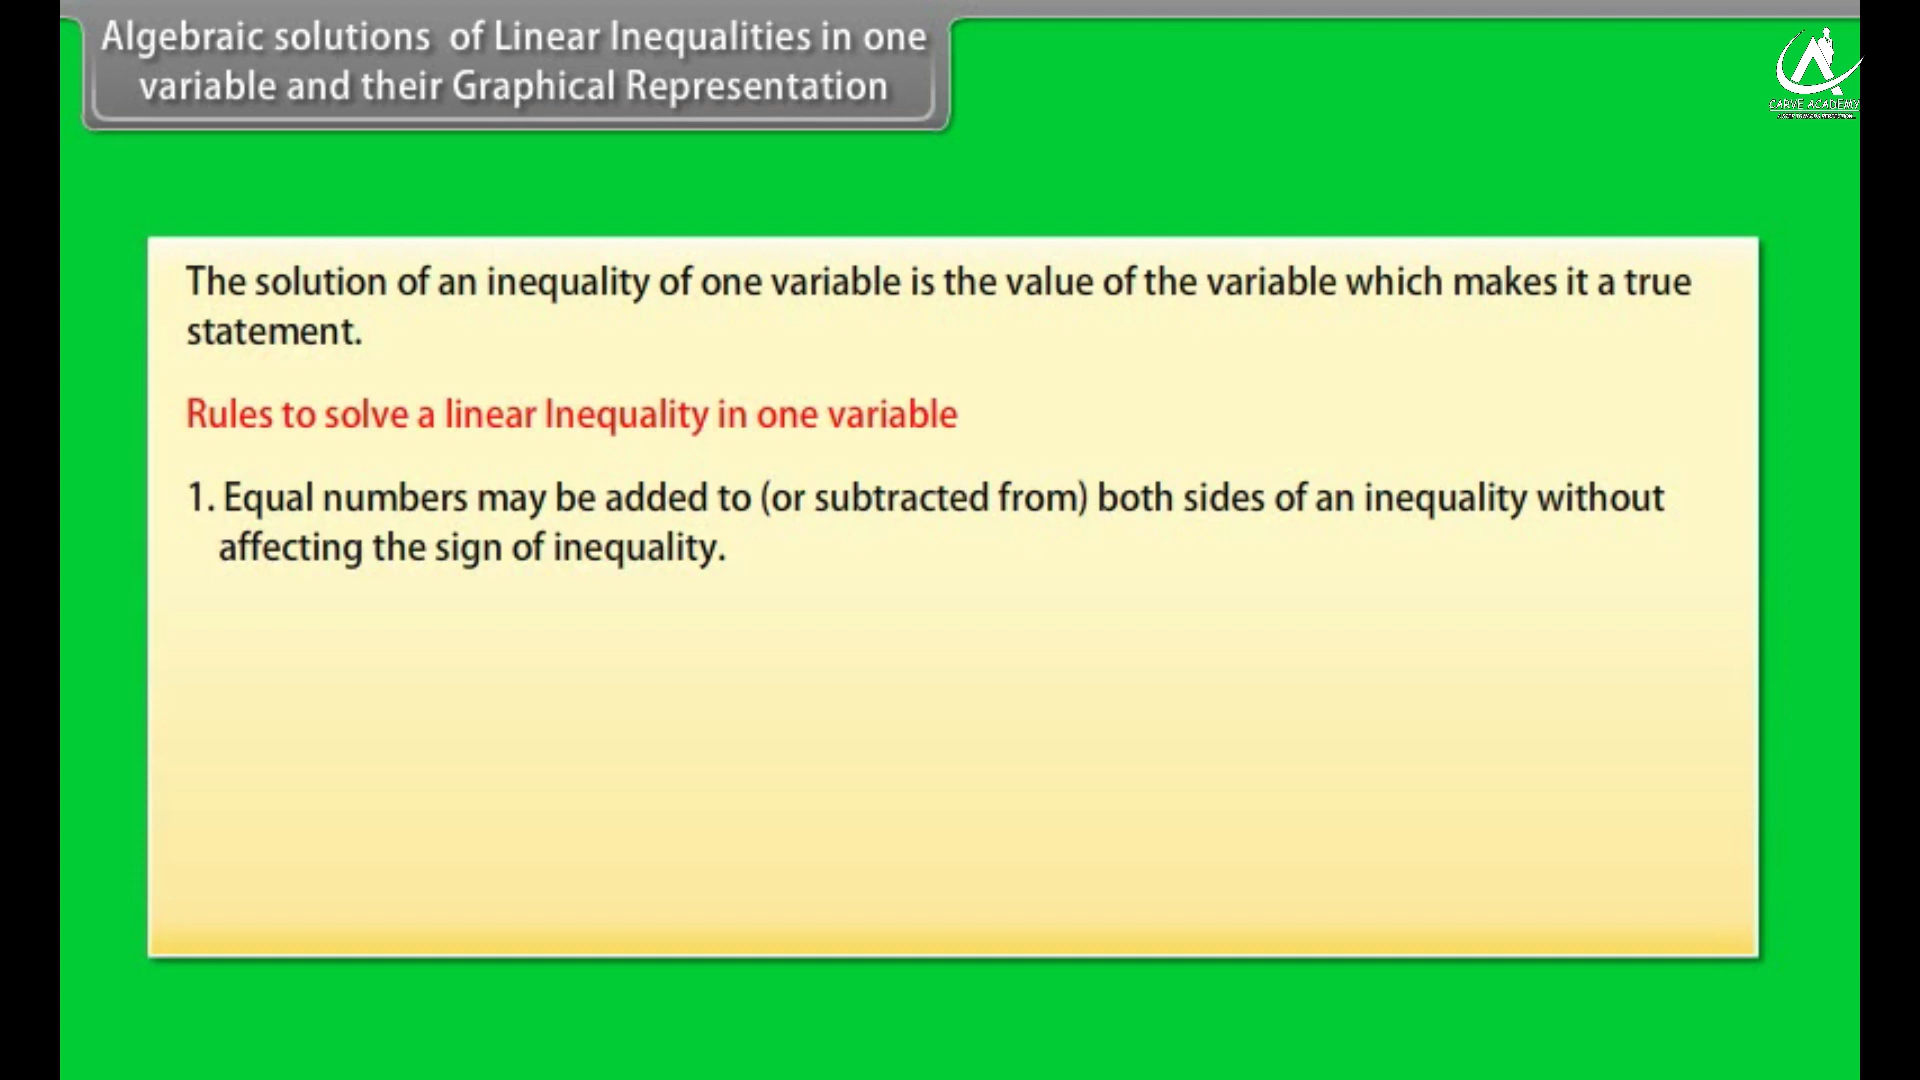 Algebraic solutions of Linear Inequalities in one
variable and their Graphical Representation
CARVE ACADEMY
The solution of an inequality of one variable is the value of the variable which makes it a true
statement.
Rules to solve a linear Inequality in one variable
1. Equal numbers may be added to (or subtracted from) both sides of an inequality without
affecting the sign of inequality.